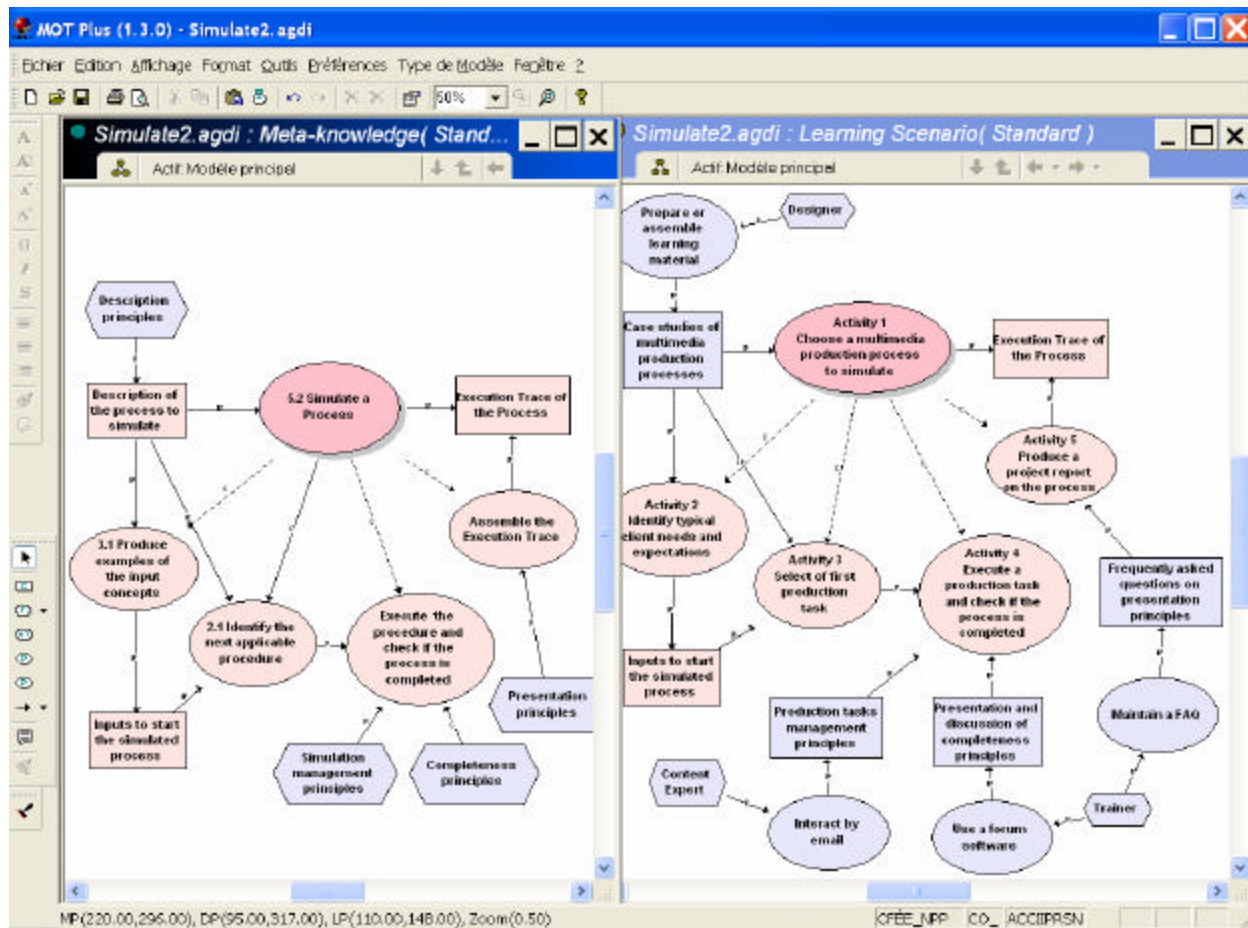 MOT Plus (1.3.0) - Simulate2.agdi
Fichier Edition Affichage Format Outils Préférences Type de Modèle Fenêtre ?
50%
Simulate2.agdi : Meta-knowledge( Stand...
Actif: Modèle principal
Description
principles
Description of
the process to
simulate
5.2 Simulate a
Process
Execution Trace of
the Process
3.1 Produce
examples of
the input
concepts
Assemble the
Execution Trace
2.1 Identify the
next applicable
procedure
Execute the
procedure and
check if the
process is
completed
Inputs to start
the simulated
process
Presentation
principles
Simulation
management
principles
Completeness
principles
Simulate2.agdi : Learning Scenario( Standard )
Actif: Modèle principal
Prepare or
assemble
learning
material
Designer
Case studies of
multimedia
production
processes
Activity 1
Choose a multimedia
production process
to simulate
Execution Trace of
the Process
Activity 5
Produce a
project report
on the process
Activity 2
Identify typical
client needs and
expectations
Activity 3
Select of first
production
task
Activity 4
Execute a
production task
and check if the
process is
completed
Frequently asked
questions on
presentation
principles
Inputs to start
the simulated
process
Production tasks
management
principles
Presentation and
discussion of
completeness
principles
Maintain a FAQ
Content
Expert
Interact by
email
Use a forum
software
Trainer
MP(220.00,296.00), DP(95.00,317.00), LP(110.00,148.00), Zoom(0.50)
CFÉE_NPP CO_ ACCIIPRSN